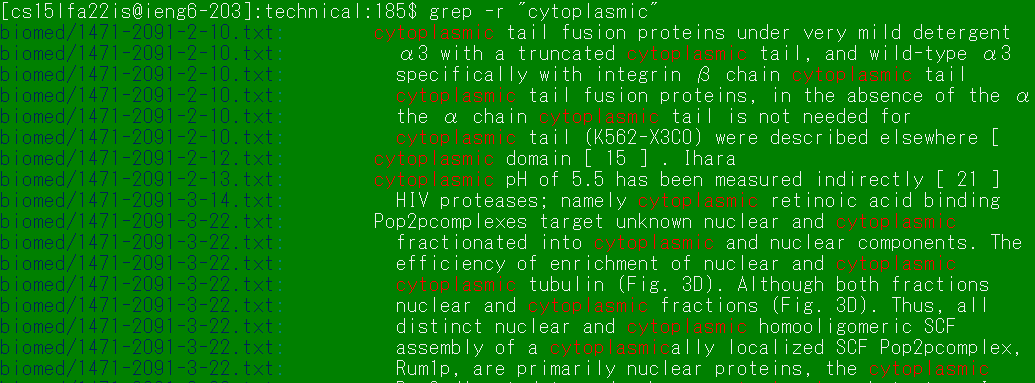 [cs15lfa22is@ieng6-203]:technical:185$ grep -r "cytoplasmic"
biomed/1471-2091-2-10.txt: cytoplasmic tail fusion proteins under very mild detergent
biomed/1471-2091-2-10.txt: α3 with a truncated cytoplasmic tail, and wild-type α3
biomed/1471-2091-2-10.txt: specifically with integrin β chain cytoplasmic tail
biomed/1471-2091-2-10.txt: cytoplasmic tail fusion proteins, in the absence of the α
biomed/1471-2091-2-10.txt: the α chain cytoplasmic tail is not needed for
biomed/1471-2091-2-10.txt: cytoplasmic tail (K562-X3C0) were described elsewhere [
biomed/1471-2091-2-12.txt: cytoplasmic domain [ 15 ] . Ihara
biomed/1471-2091-2-13.txt: cytoplasmic pH of 5.5 has been measured indirectly [ 21 ]
biomed/1471-2091-3-14.txt: HIV proteases; namely cytoplasmic retinoic acid binding
biomed/1471-2091-3-22.txt: Pop2pcomplexes target unknown nuclear and cytoplasmic
biomed/1471-2091-3-22.txt: fractionated into cytoplasmic and nuclear components. The
biomed/1471-2091-3-22.txt: efficiency of enrichment of nuclear and cytoplasmic
biomed/1471-2091-3-22.txt: cytoplasmic tubulin (Fig. 3D). Although both fractions
biomed/1471-2091-3-22.txt: nuclear and cytoplasmic fractions (Fig. 3D). Thus, all
biomed/1471-2091-3-22.txt: distinct nuclear and cytoplasmic homooligomeric SCF
biomed/1471-2091-3-22.txt: assembly of a cytoplasmically localized SCF Pop2pcomplex,
biomed/1471-2091-3-22.txt: Rum1p, are primarily nuclear proteins, the cytoplasmic